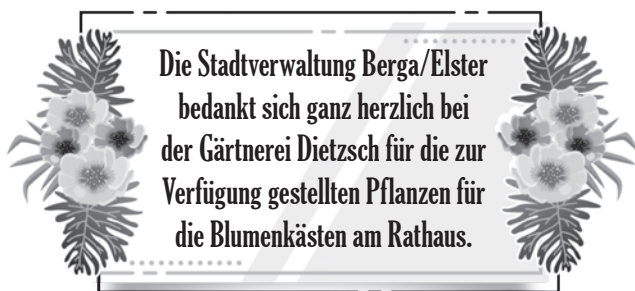 Die Stadtverwaltung Berga/Elster
bedankt sich ganz herzlich bei
der Gärtnerei Dietzsch für die zur
Verfügung gestellten Pflanzen für
die Blumenkästen am Rathaus.